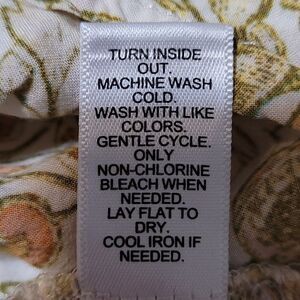 TURN INSIDE
OUT.
MACHINE WASH
COLD.
WASH WITH LIKE
COLORS.
GENTLE CYCLE.
ONLY
NON-CHLORINE
BLEACH WHEN
NEEDED.
LAY FLAT TO
DRY.
COOL IRON IF
NEEDED.